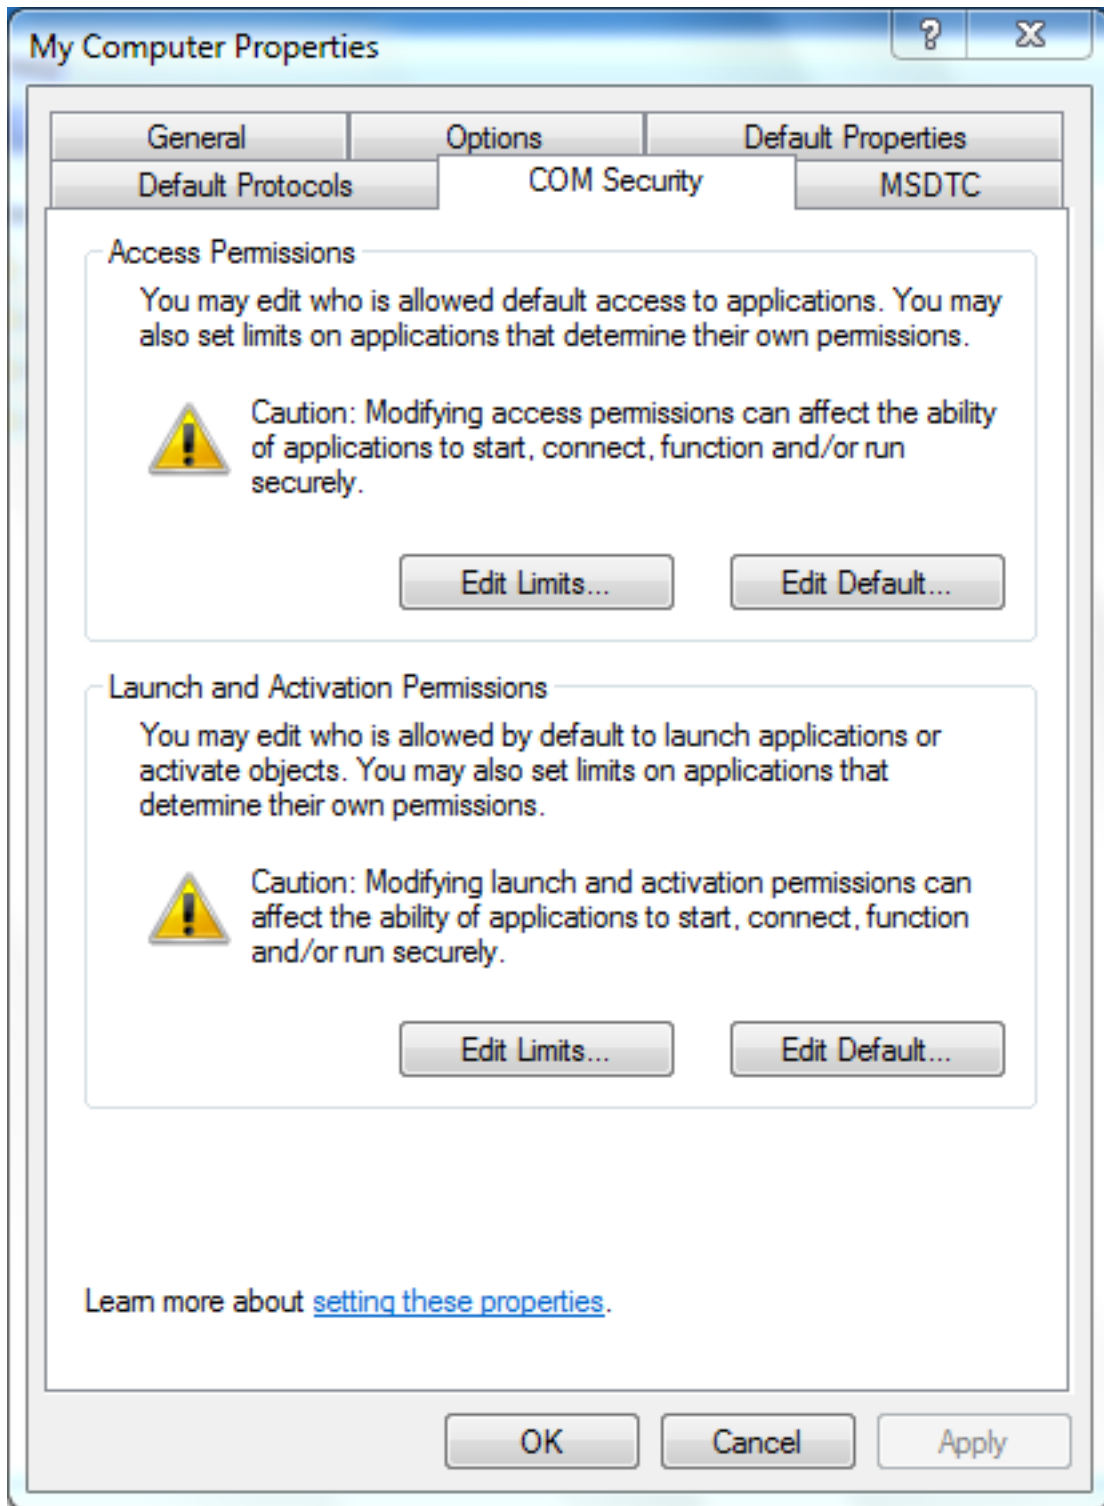 My Computer Properties
General Options Default Properties
Default Protocols COM Security MSDTC
Access Permissions
You may edit who is allowed default access to applications. You may
also set limits on applications that determine their own permissions.
Caution: Modifying access permissions can affect the ability
of applications to start, connect, function and/or run
securely.
Edit Limits... Edit Default...
Launch and Activation Permissions
You may edit who is allowed by default to launch applications or
activate objects. You may also set limits on applications that
determine their own permissions.
Caution: Modifying launch and activation permissions can
affect the ability of applications to start, connect, function
and/or run securely.
Edit Limits... Edit Default...
Learn more about setting these properties.
OK Cancel Apply